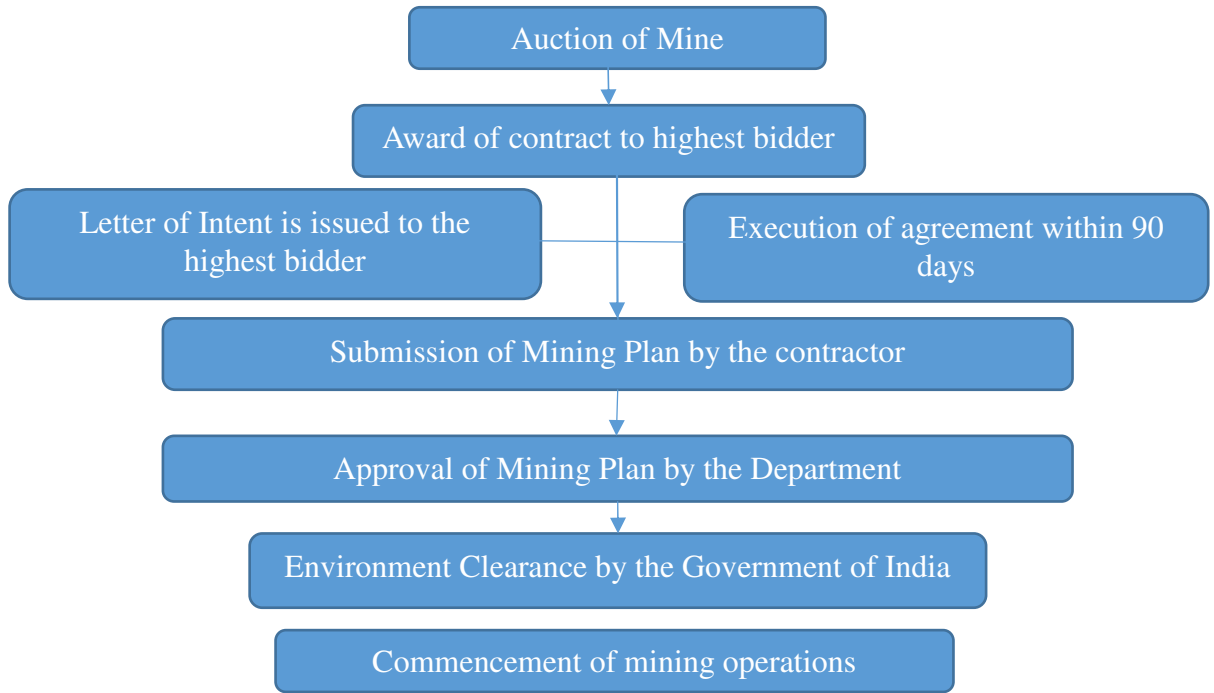 Auction of Mine
Award of contract to highest bidder
Letter of Intent is issued to the
highest bidder
Execution of agreement within 90
days
Submission of Mining Plan by the contractor
Approval of Mining Plan by the Department
Environment Clearance by the Government of India
Commencement of mining operations